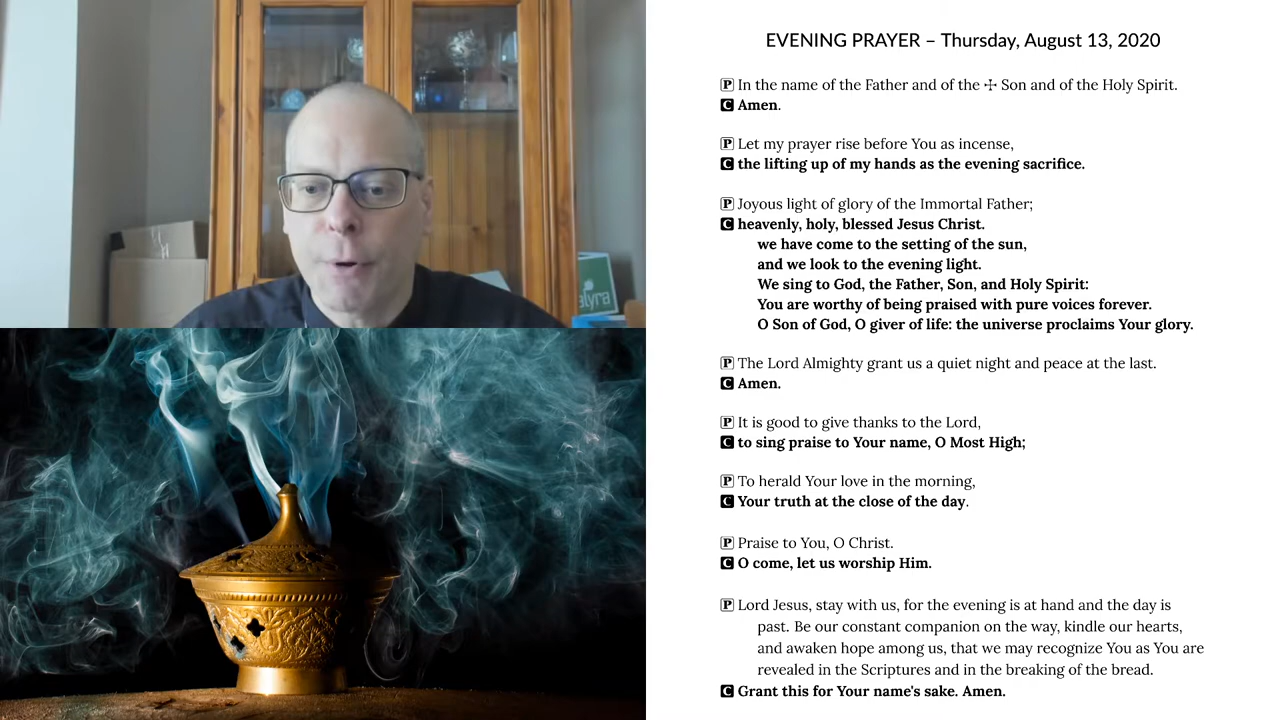 EVENING PRAYER – Thursday, August 13, 2020
P In the name of the Father and of the ☩ Son and of the Holy Spirit.
C Amen.
P Let my prayer rise before You as incense,
C the lifting up of my hands as the evening sacrifice.
P Joyous light of glory of the Immortal Father;
C heavenly, holy, blessed Jesus Christ.
we have come to the setting of the sun,
and we look to the evening light.
We sing to God, the Father, Son, and Holy Spirit:
You are worthy of being praised with pure voices forever.
O Son of God, O giver of life: the universe proclaims Your glory.
P The Lord Almighty grant us a quiet night and peace at the last.
C Amen.
P It is good to give thanks to the Lord,
C to sing praise to Your name, O Most High;
P To herald Your love in the morning,
C Your truth at the close of the day.
P Praise to You, O Christ.
C O come, let us worship Him.
P Lord Jesus, stay with us, for the evening is at hand and the day is
past. Be our constant companion on the way, kindle our hearts,
and awaken hope among us, that we may recognize You as You are
revealed in the Scriptures and in the breaking of the bread.
C Grant this for Your name's sake. Amen.